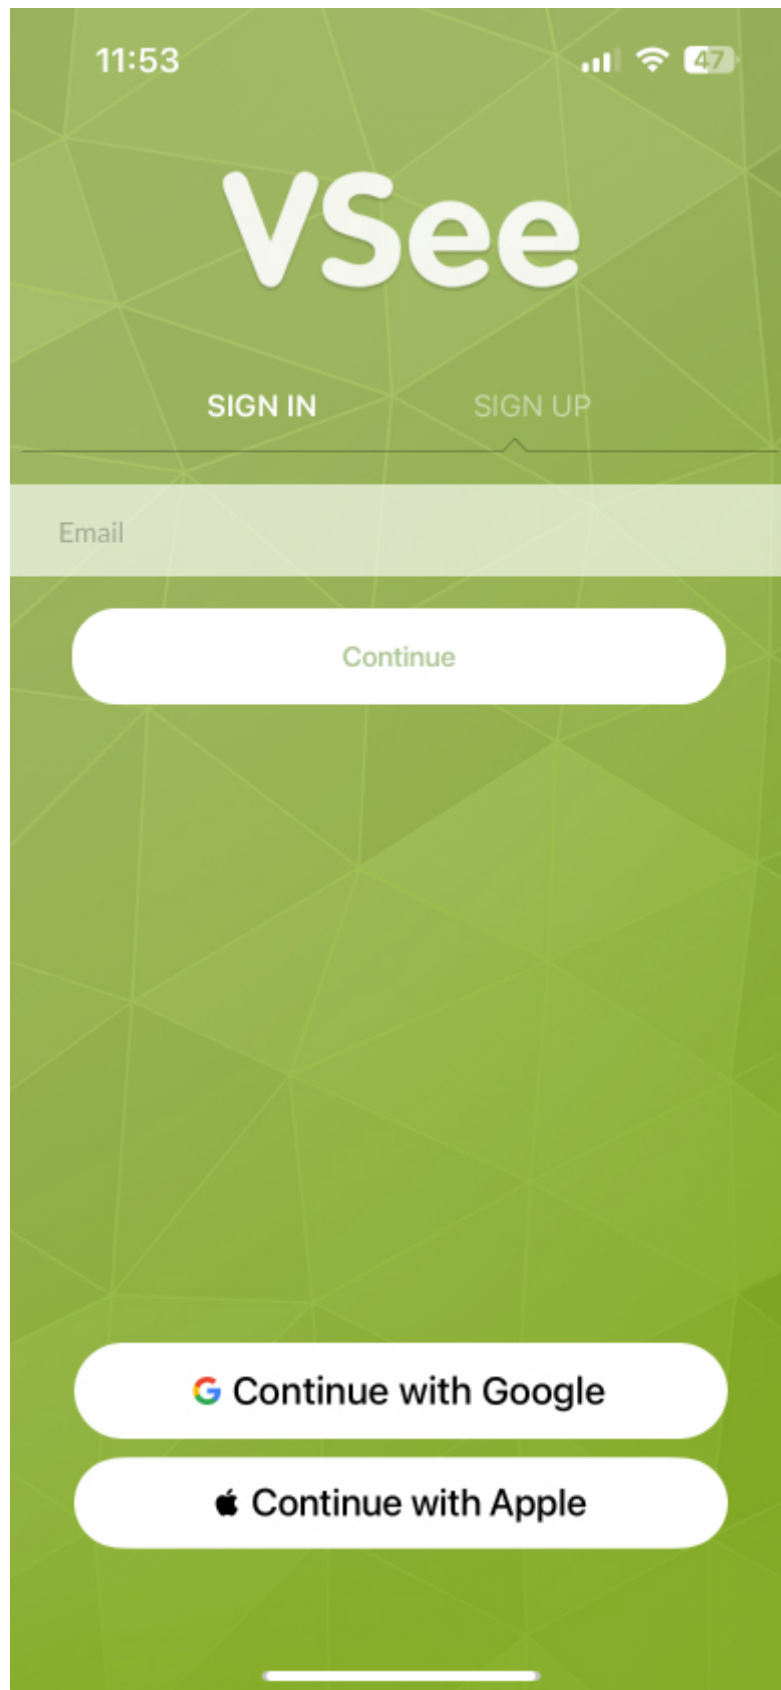 11:53 47
VSee
SIGN IN SIGN UP
Email
Continue
Continue with Google
Continue with Apple